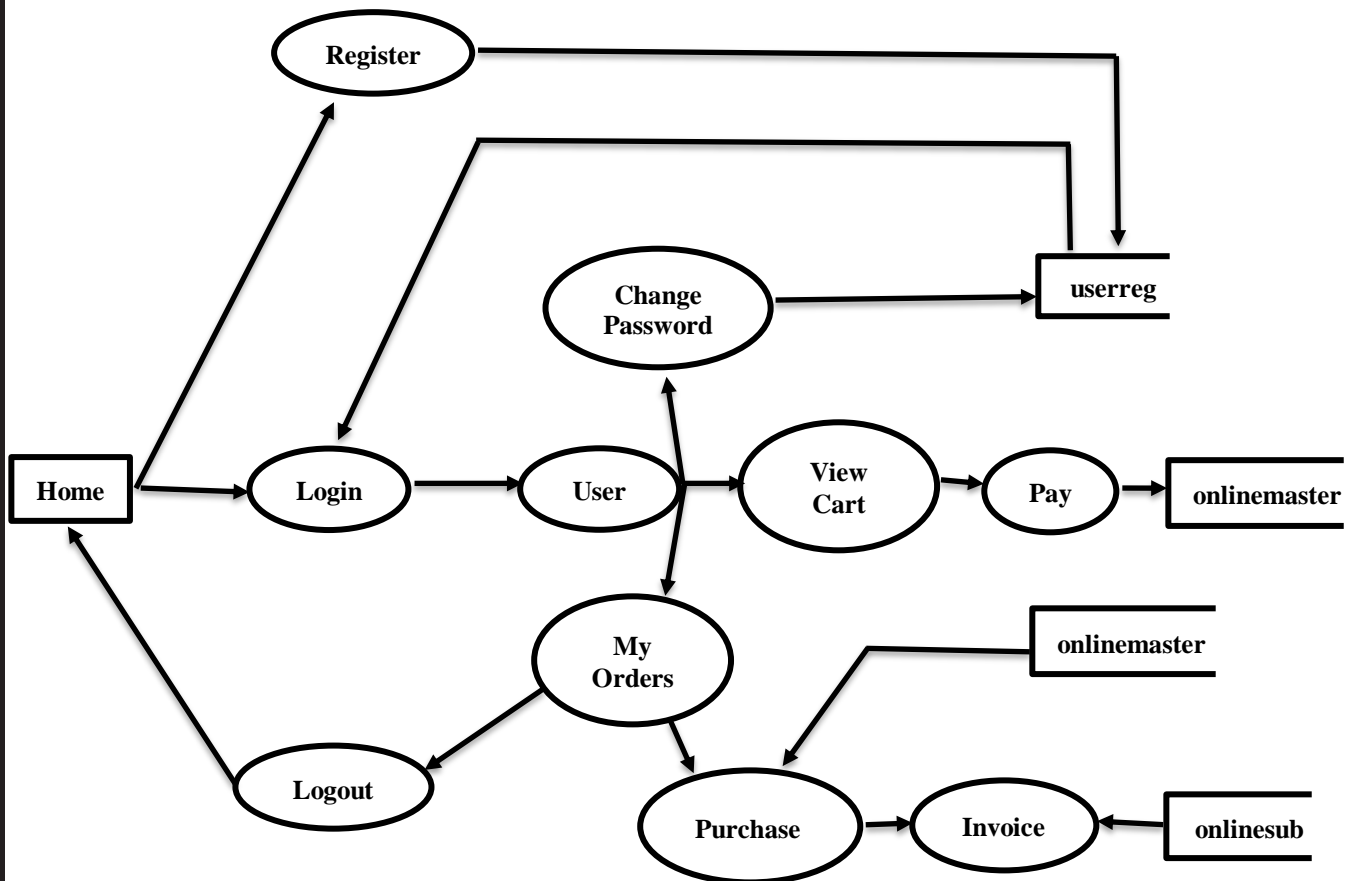 Register
Change
Password
userreg
Home
Login
User
View
Cart
Pay
onlinemaster
My
Orders
onlinemaster
Logout
Purchase
Invoice
onlinesub